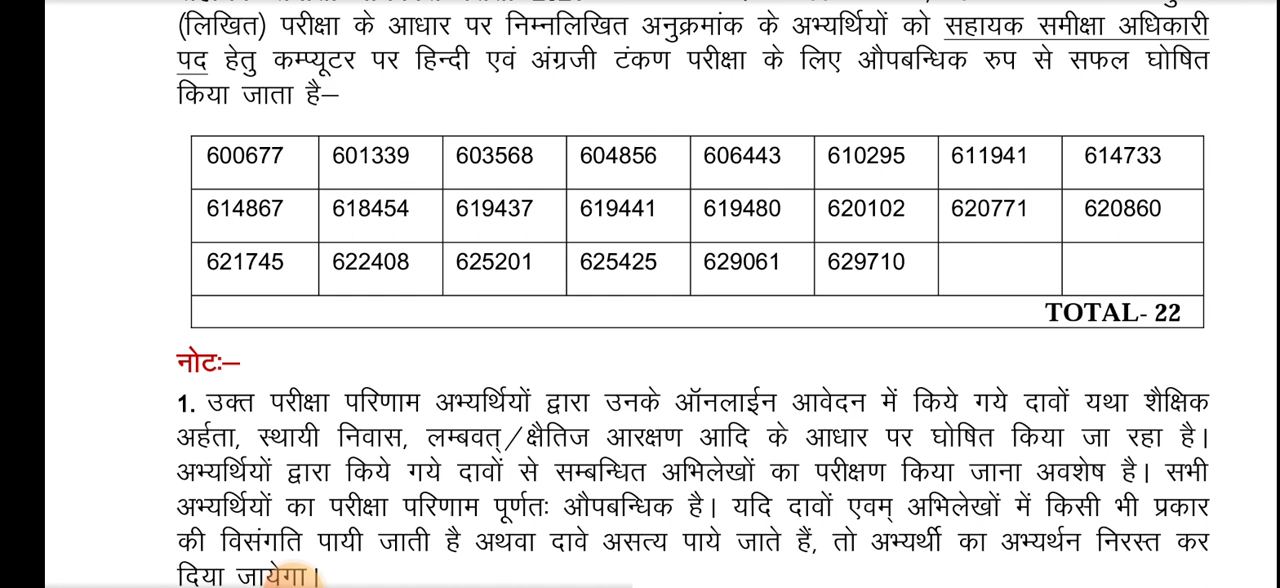 (लिखित) परीक्षा के आधार पर निम्नलिखित अनुक्रमांक के अभ्यर्थियों को सहायक समीक्षा अधिकारी
पद हेतु कम्प्यूटर पर हिन्दी एवं अंग्रजी टंकण परीक्षा के लिए औपबन्धिक रुप से सफल घोषित
किया जाता है–
600677 601339 603568 604856 606443 610295 611941 614733
614867 618454 619437 619441 619480 620102 620771 620860
621745 622408 625201 625425 629061 629710
TOTAL- 22
नोटः–
1. उक्त परीक्षा परिणाम अभ्यर्थियों द्वारा उनके ऑनलाईन आवेदन में किये गये दावों यथा शैक्षिक
अर्हता, स्थायी निवास, लम्बवत्/क्षैतिज आरक्षण आदि के आधार पर घोषित किया जा रहा है।
अभ्यर्थियों द्वारा किये गये दावों से सम्बन्धित अभिलेखों का परीक्षण किया जाना अवशेष है। सभी
अभ्यर्थियों का परीक्षा परिणाम पूर्णतः औपबन्धिक है। यदि दावों एवम् अभिलेखों में किसी भी प्रकार
की विसंगति पायी जाती है अथवा दावे असत्य पाये जाते हैं, तो अभ्यर्थी का अभ्यर्थन निरस्त कर
दिया जायेगा।